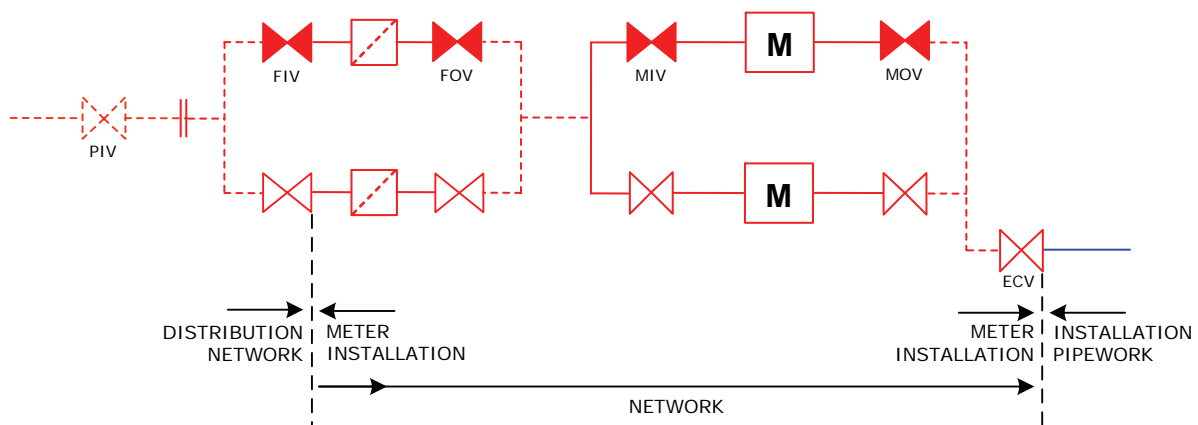 M
FIV
FOV
MIV
MOV
PIV
M
ECV
DISTRIBUTION
NETWORK
METER
INSTALLATION
METER
INSTALLATION
INSTALLATION
PIPEWORK
NETWORK